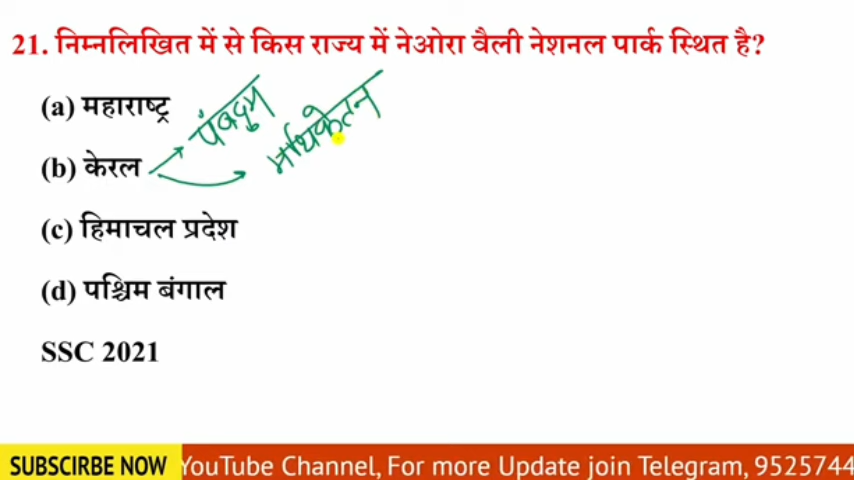 21. निम्नलिखित में से किस राज्य में नेओरा वैली नेशनल पार्क स्थित है?
(a) महाराष्ट्र
(b) केरल
(c) हिमाचल प्रदेश
(d) पश्चिम बंगाल
SSC 2021
SUBSCIRBE NOW YouTube Channel, For more Update join Telegram, 9525744